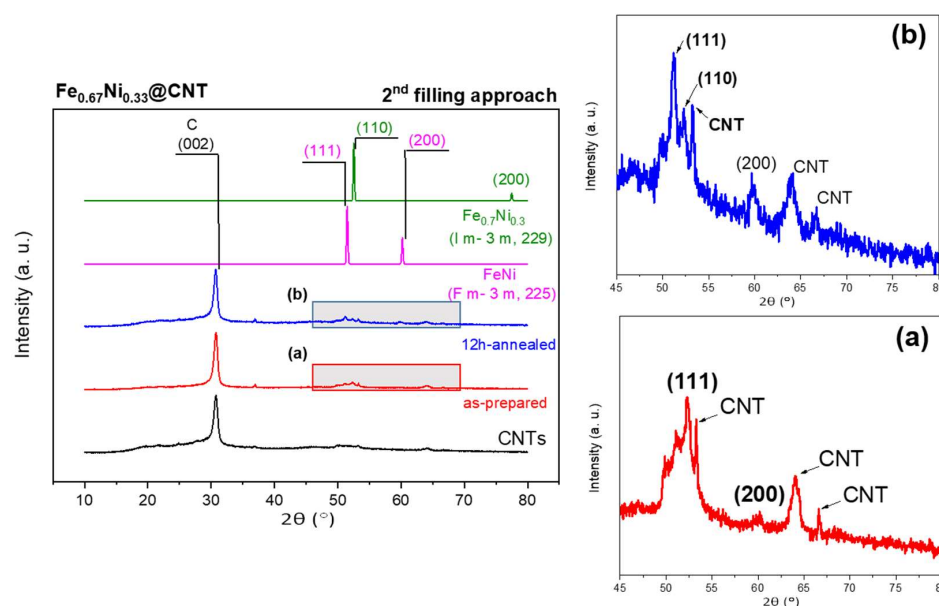 Fe0.67Ni0.33@CNT
2nd filling approach
C
(002)
(110)
(111)
(200)
(200)
Fe0.7Ni0.3
(I m- 3 m, 229)
FeNi
(F m- 3 m, 225)
(b)
12h-annealed
(a)
as-prepared
CNTs
Intensity (a. u.)
10 20 30 40 50 60 70 80
2Θ (°)
(b)
(111)
(110)
CNT
(200)
CNT
CNT
Intensity (a. u.)
45 50 55 60 65 70 75 80
2Θ (°)
(a)
(111)
CNT
CNT
(200)
CNT
Intensity (a. u.)
45 50 55 60 65 70 75 80
2Θ (°)